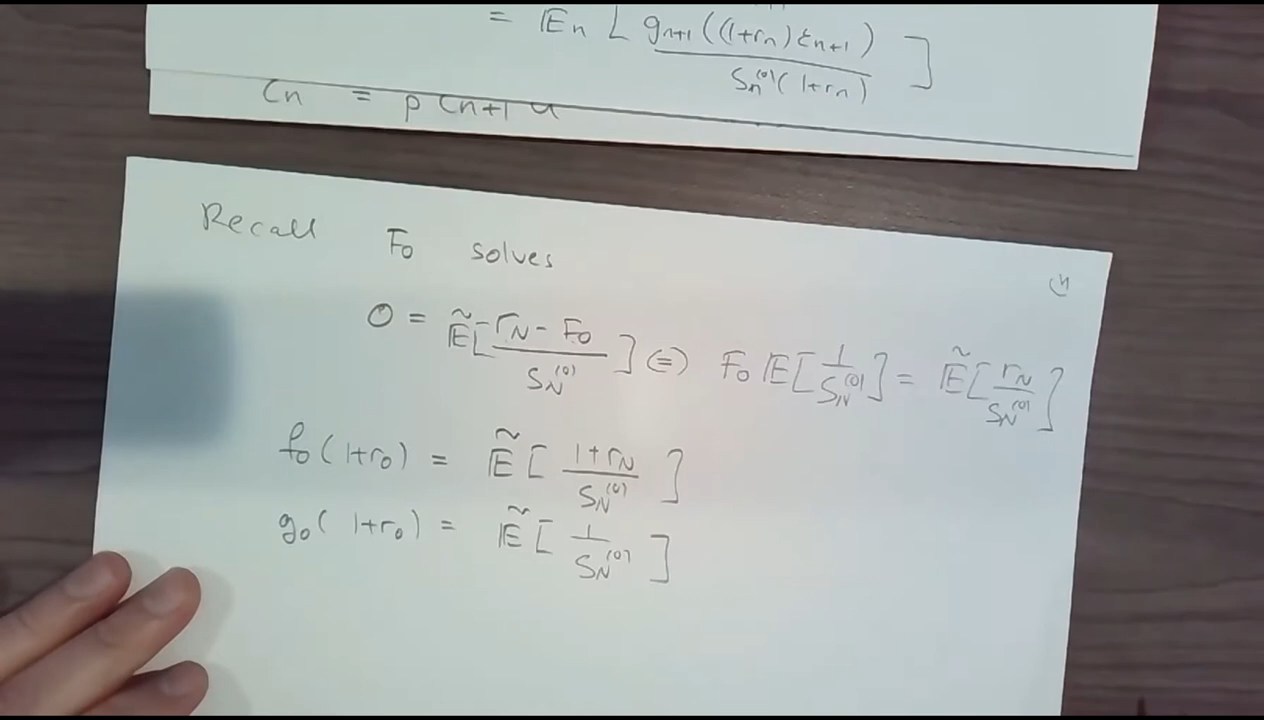 = 𝔼n [ gn+1((1+rn)εn+1) / Sn^(0)(1+rn) ]
Cn = p Cn+1 u
Recall F0 solves
0 = 𝔼̃[ (rN - F0) / SN^(0) ] ⇔ F0 𝔼[ 1 / SN^(0) ] = 𝔼̃[ rN / SN^(0) ]
f0(1+r0) = 𝔼̃[ (1+rN) / SN^(0) ]
g0(1+r0) = 𝔼̃[ 1 / SN^(0) ]